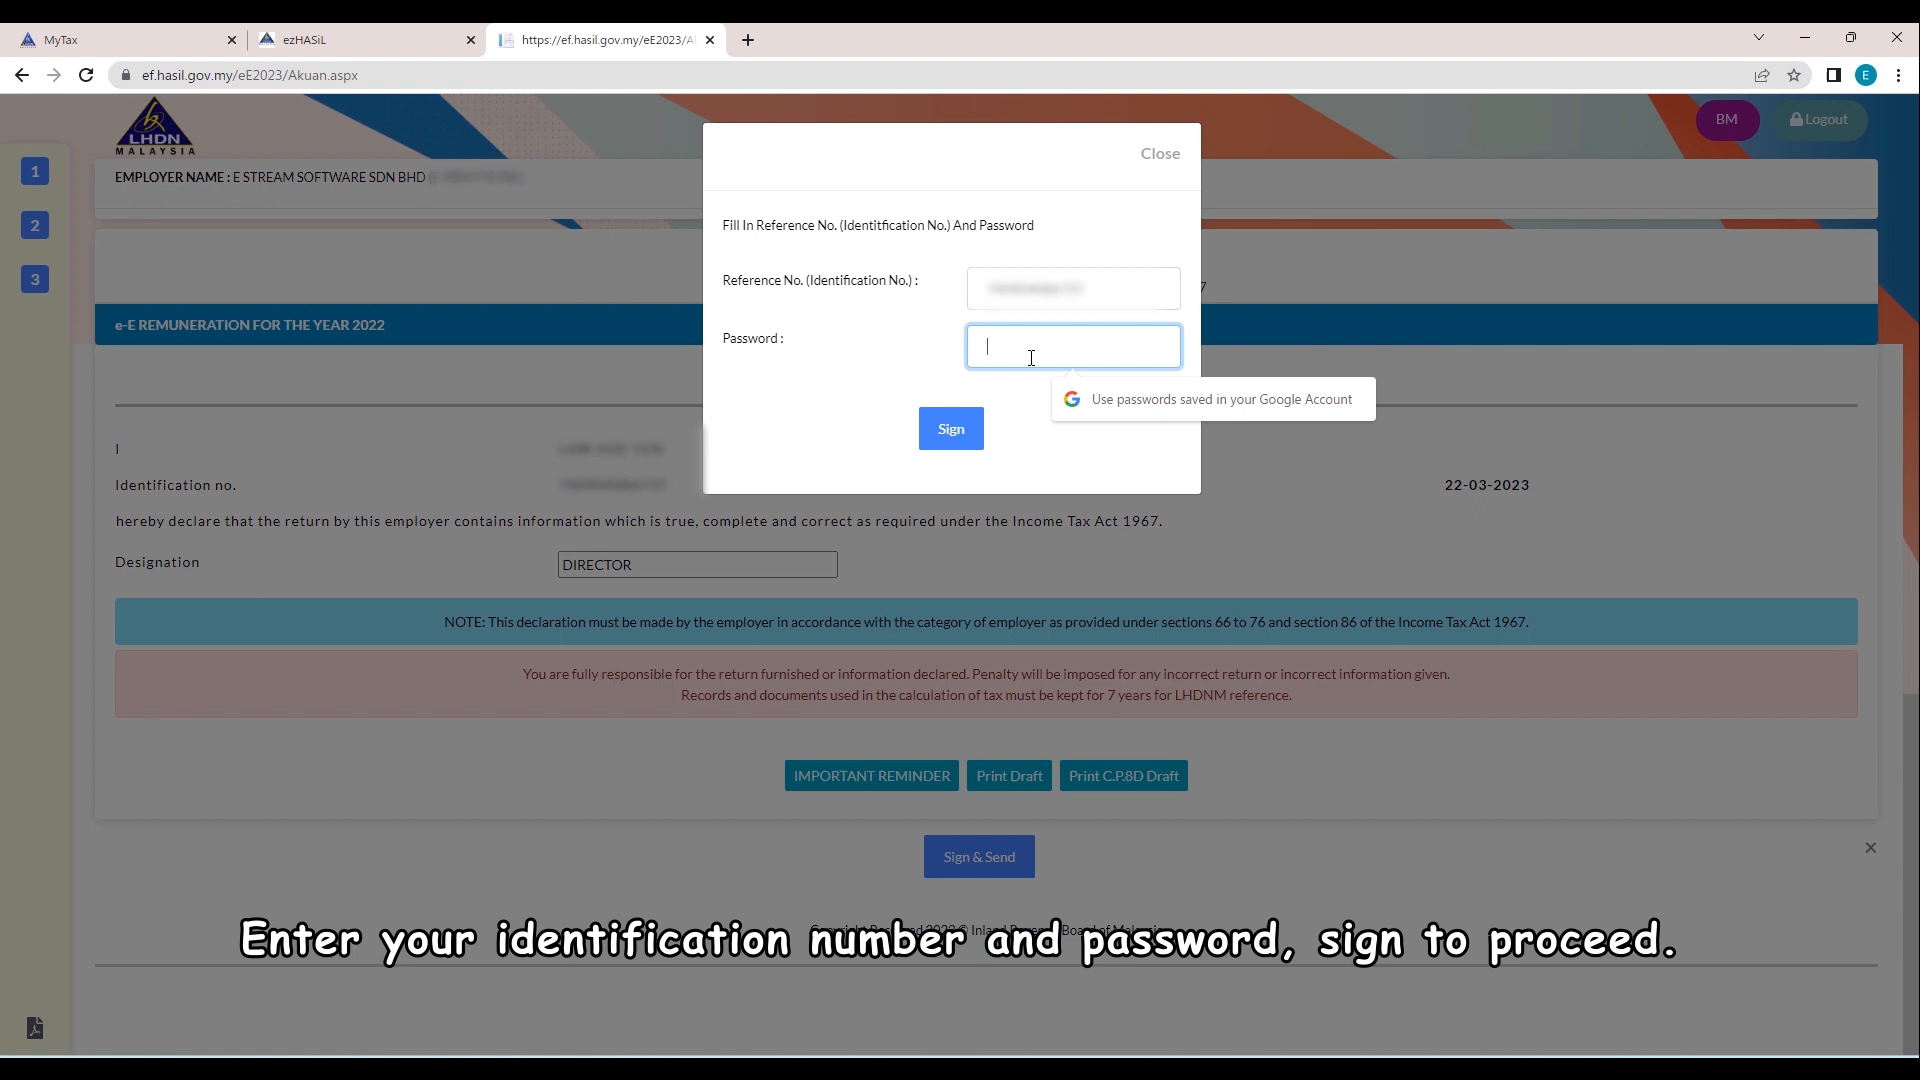 MyTax
ezHASiL
https://ef.hasil.gov.my/eE2023/A
ef.hasil.gov.my/eE2023/Akuan.aspx
E
LHDN
MALAYSIA
BM
Logout
1
2
3
EMPLOYER NAME : E STREAM SOFTWARE SDN BHD
Close
Fill In Reference No. (Identitfication No.) And Password
Reference No. (Identification No.) :
Password :
Use passwords saved in your Google Account
Sign
7
e-E REMUNERATION FOR THE YEAR 2022
I
Identification no.
22-03-2023
hereby declare that the return by this employer contains information which is true, complete and correct as required under the Income Tax Act 1967.
Designation
DIRECTOR
NOTE: This declaration must be made by the employer in accordance with the category of employer as provided under sections 66 to 76 and section 86 of the Income Tax Act 1967.
You are fully responsible for the return furnished or information declared. Penalty will be imposed for any incorrect return or incorrect information given.
Records and documents used in the calculation of tax must be kept for 7 years for LHDNM reference.
IMPORTANT REMINDER
Print Draft
Print C.P.8D Draft
Sign & Send
Enter your identification number and password, sign to proceed.